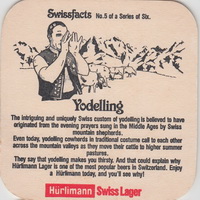 Swissfacts No.5 of a Series of Six.
Yodelling
The intriguing and uniquely Swiss custom of yodelling is believed to have
originated from the evening prayers sung in the Middle Ages by Swiss
mountain shepherds.
Even today, yodelling cowherds in traditional costume call to each other
across the mountain valleys as they move their cattle to higher summer
pastures.
They say that yodelling makes you thirsty. And that could explain why
Hürlimann Lager is one of the most popular beers in Switzerland. Enjoy
a Hürlimann today, and you'll see why!
Hürlimann Swiss Lager